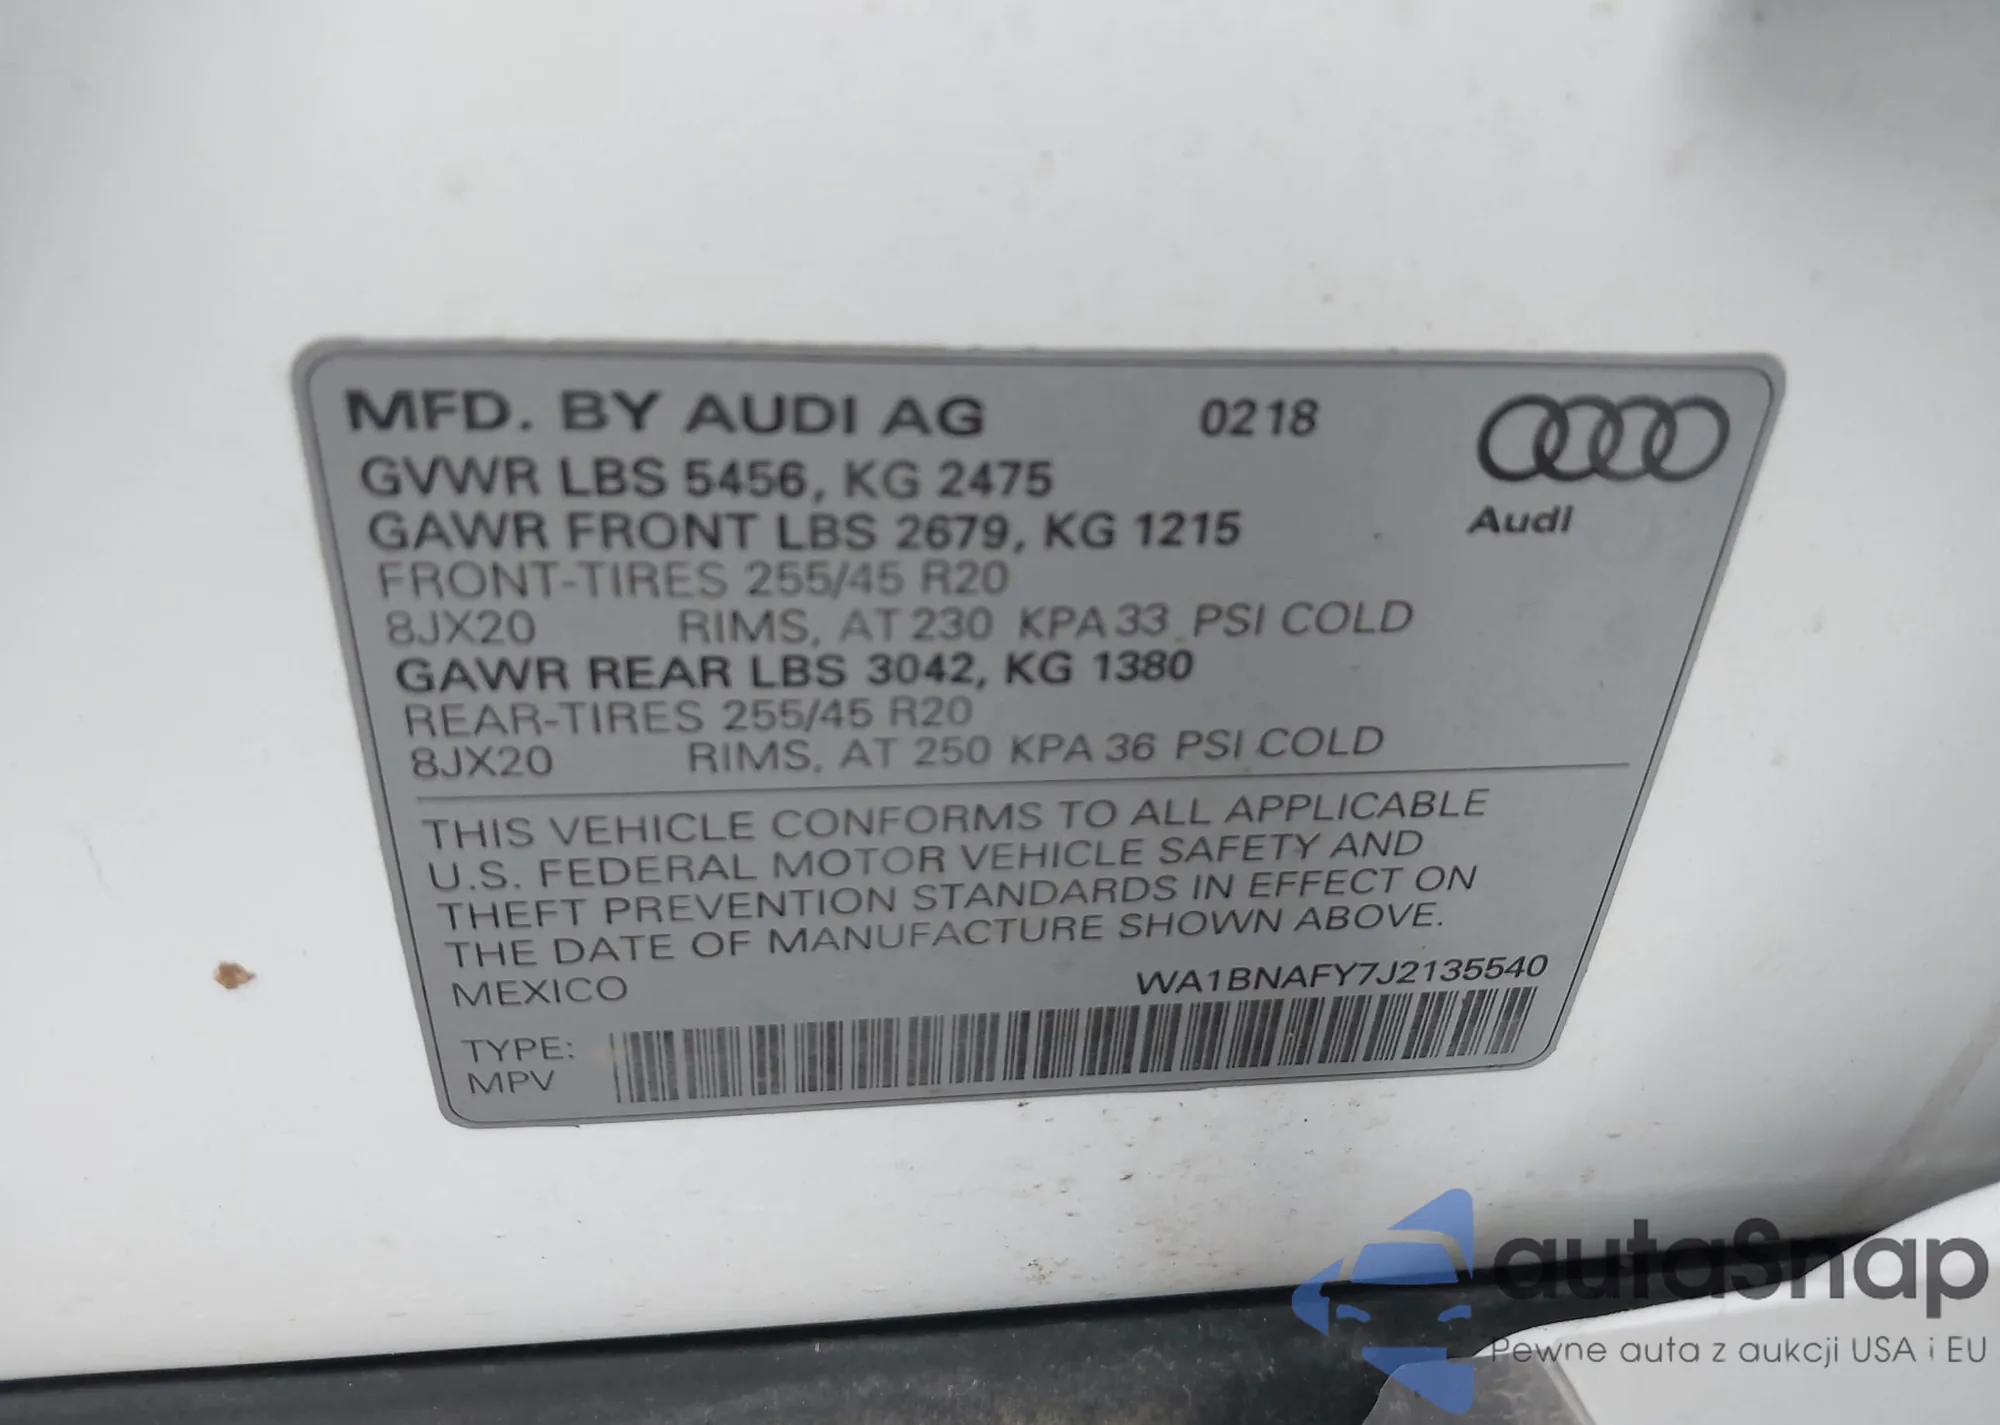 MFD. BY AUDI AG 0218
GVWR LBS 5456, KG 2475
GAWR FRONT LBS 2679, KG 1215
Audi
FRONT-TIRES 255/45 R20
8JX20 RIMS, AT 230 KPA 33 PSI COLD
GAWR REAR LBS 3042, KG 1380
REAR-TIRES 255/45 R20
8JX20 RIMS, AT 250 KPA 36 PSI COLD
THIS VEHICLE CONFORMS TO ALL APPLICABLE
U.S. FEDERAL MOTOR VEHICLE SAFETY AND
THEFT PREVENTION STANDARDS IN EFFECT ON
THE DATE OF MANUFACTURE SHOWN ABOVE.
MEXICO WA1BNAFY7J2135540
TYPE:
MPV
autaSnap
Pewne auta z aukcji USA i EU